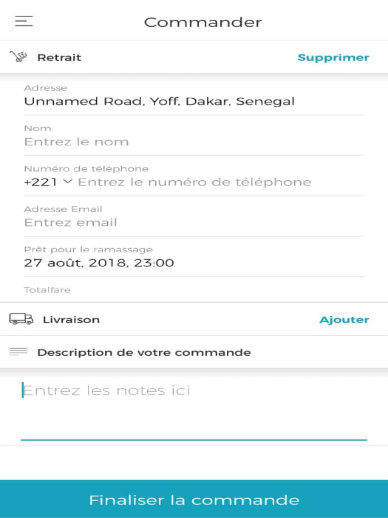 Commander
Retrait Supprimer
Adresse
Unnamed Road, Yoff, Dakar, Senegal
Nom
Entrez le nom
Numéro de téléphone
+221 Entrez le numéro de téléphone
Adresse Email
Entrez email
Prêt pour le ramassage
27 août, 2018, 23:00
Totalfare
Livraison Ajouter
Description de votre commande
Entrez les notes ici
Finaliser la commande